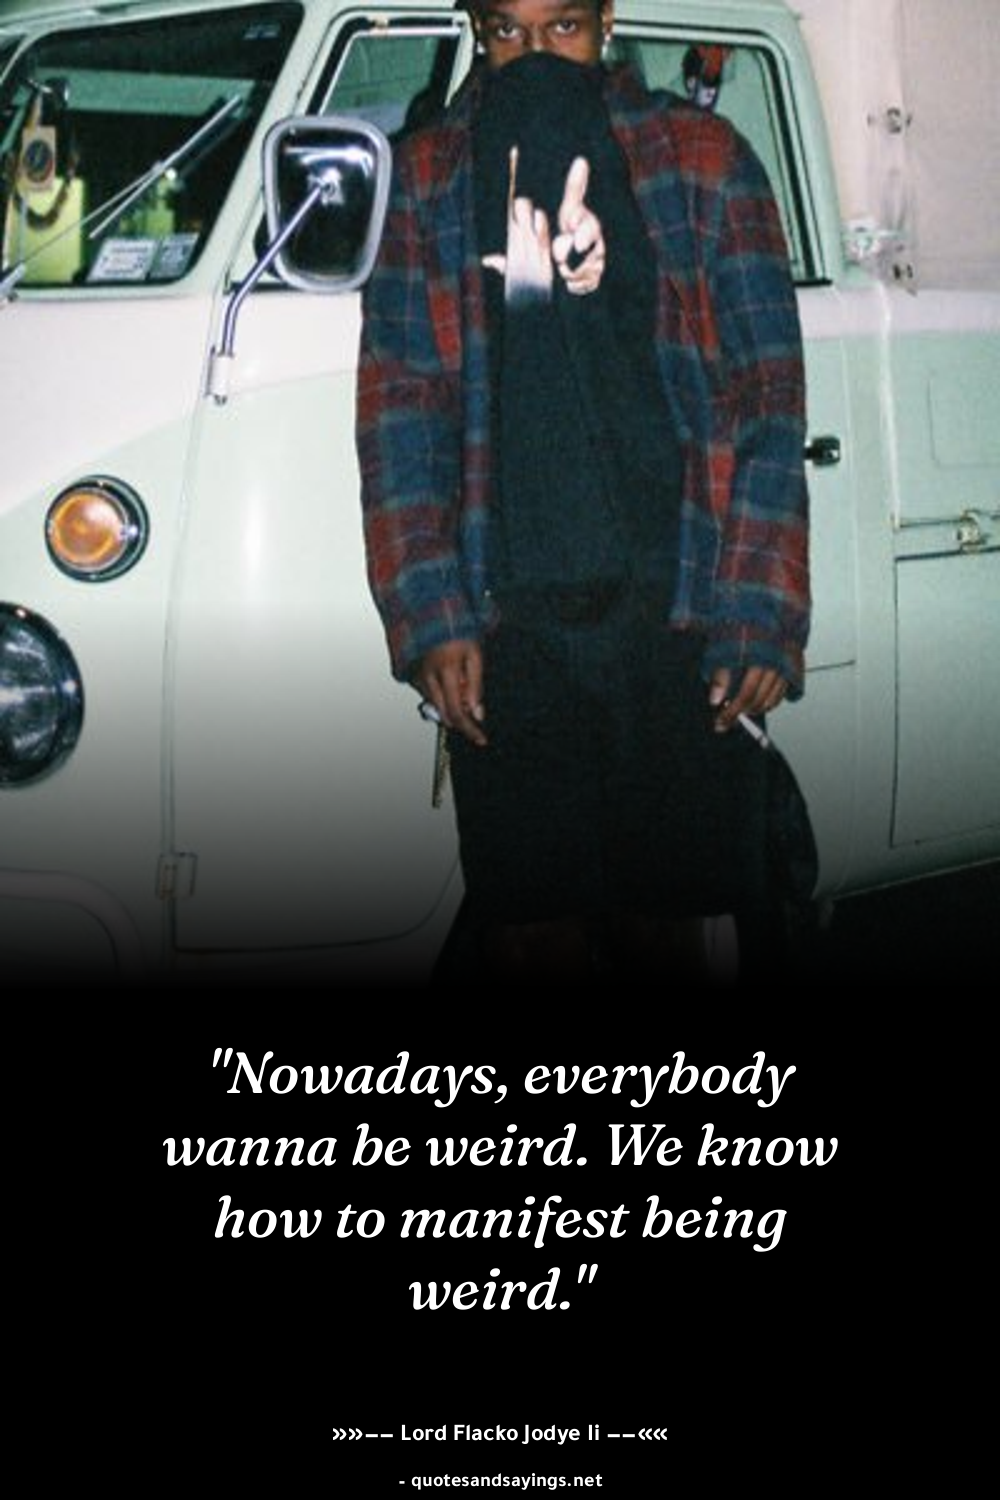 "Nowadays, everybody
wanna be weird. We know
how to manifest being
weird."
»»–– Lord Flacko Jodye Ii ––««
- quotesandsayings.net